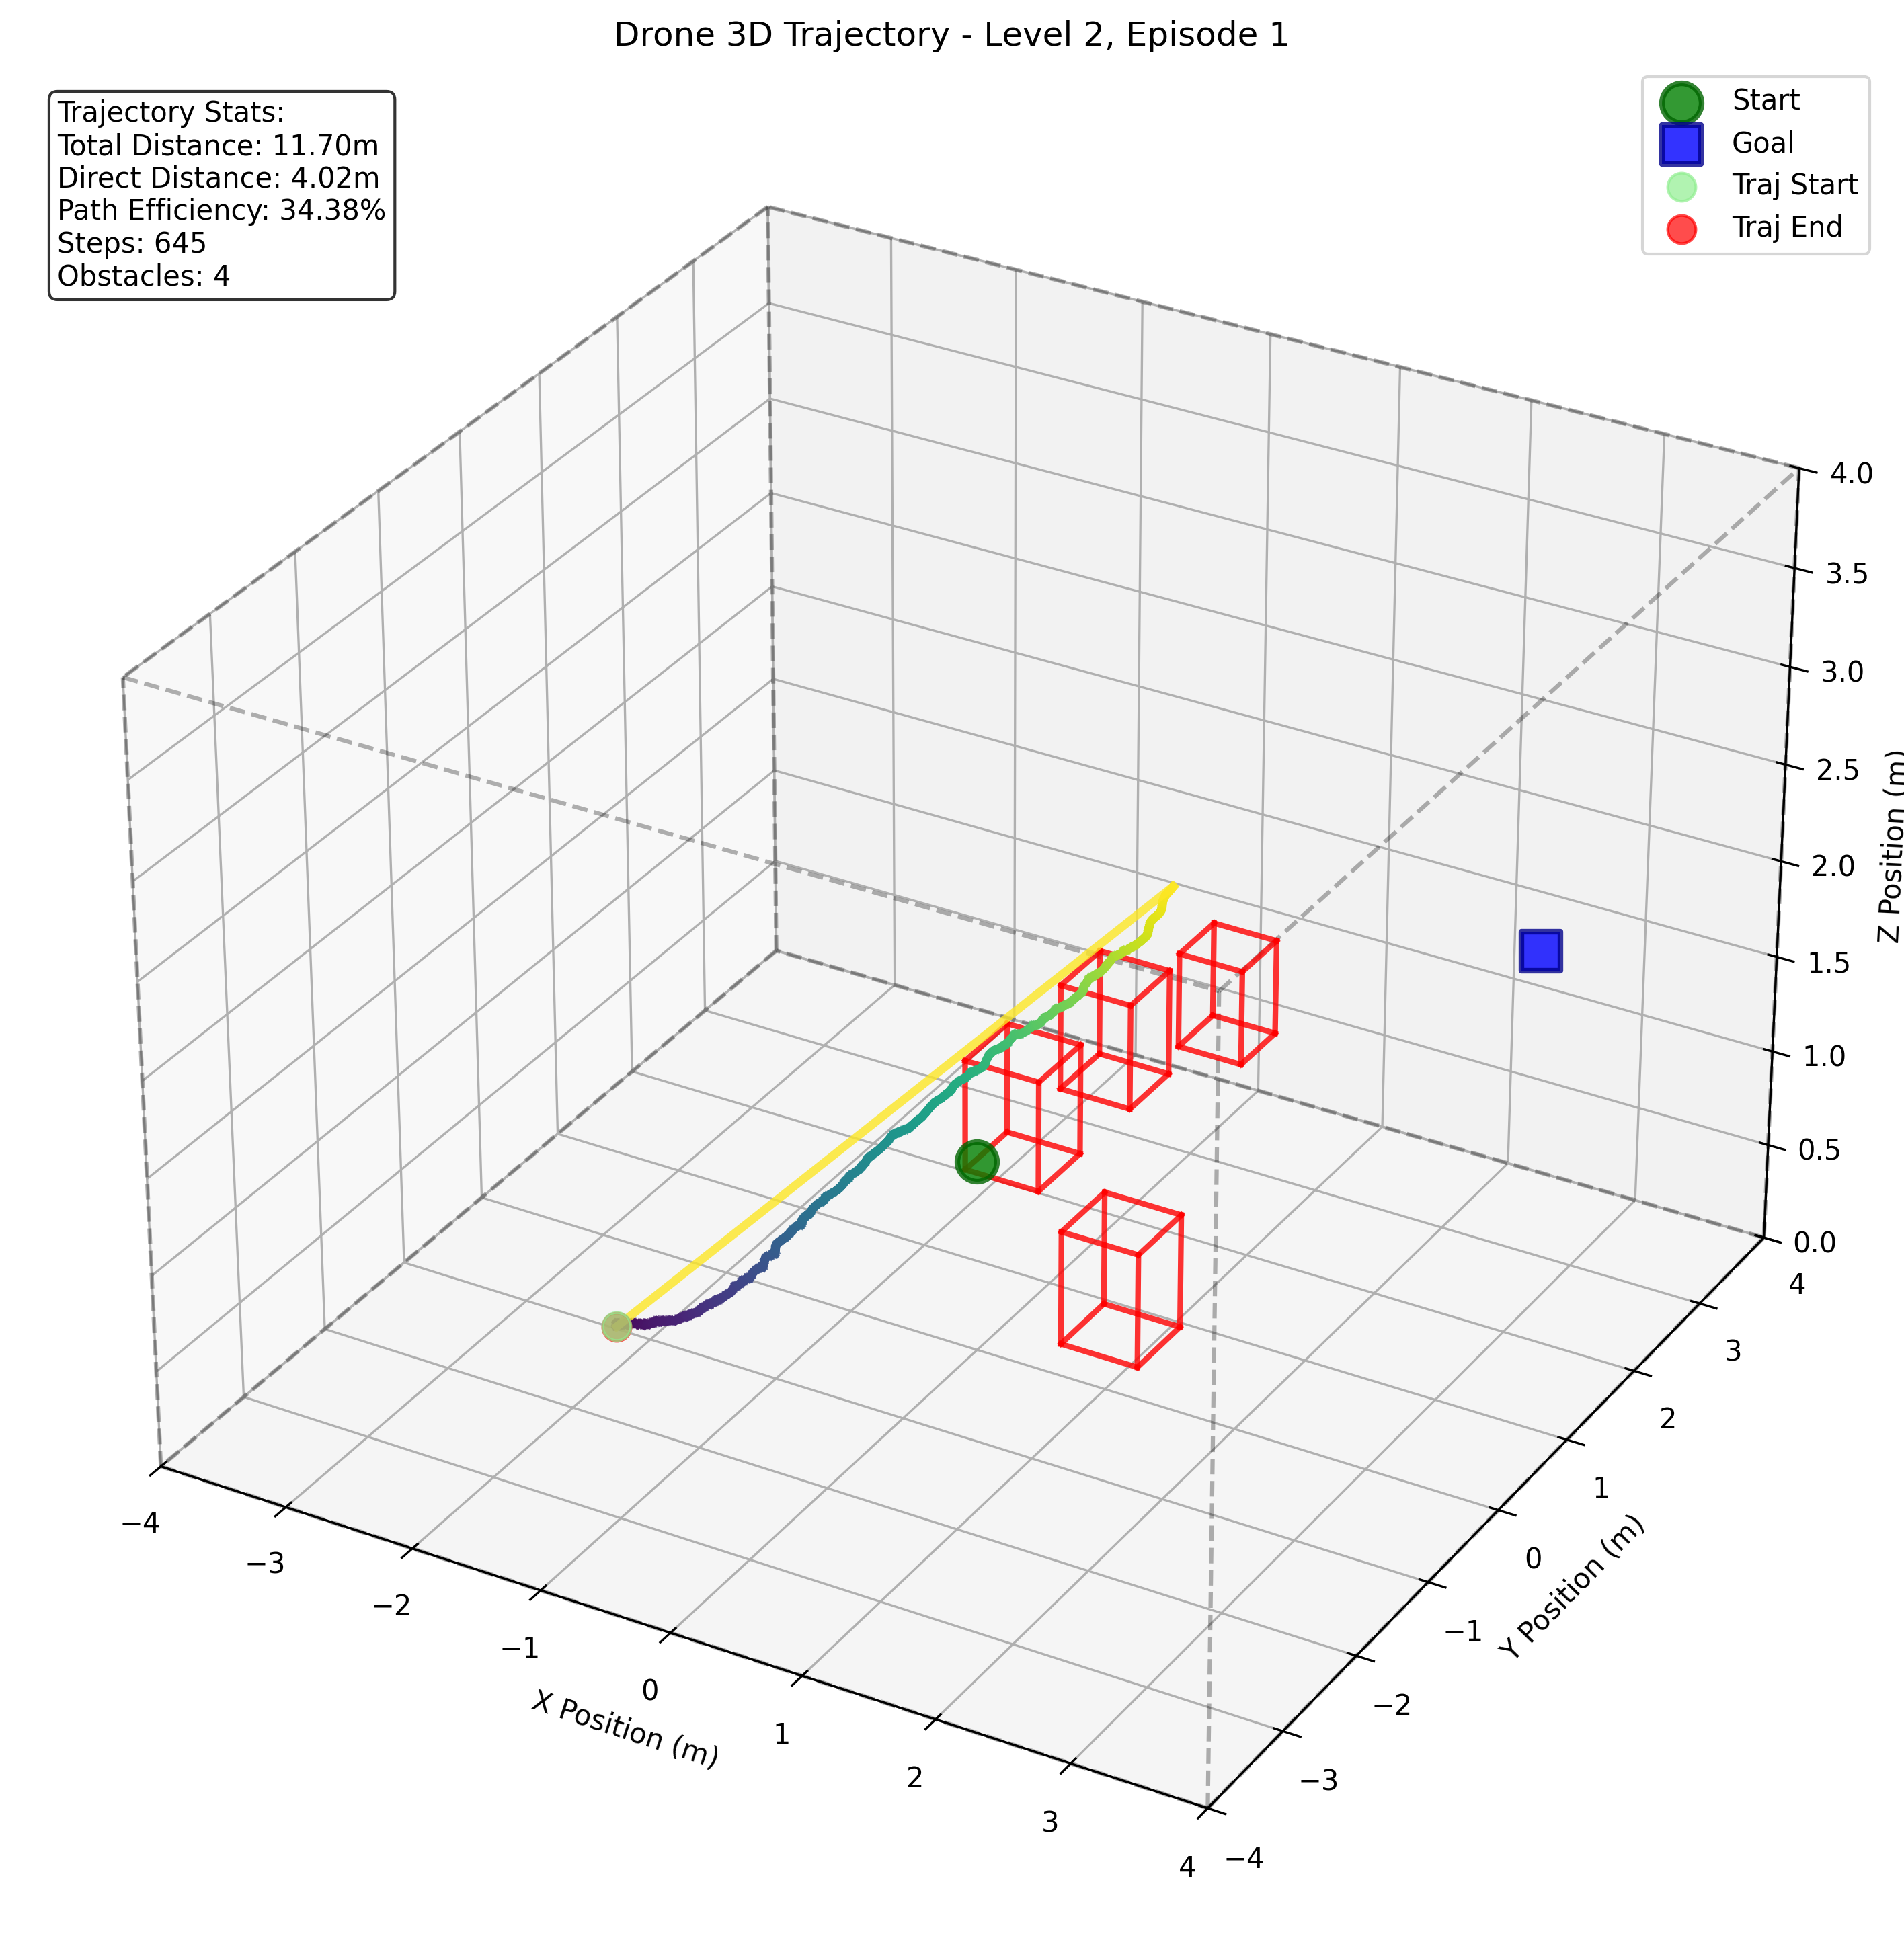 Drone 3D Trajectory - Level 2, Episode 1
Trajectory Stats:
Total Distance: 11.70m
Direct Distance: 4.02m
Path Efficiency: 34.38%
Steps: 645
Obstacles: 4
Start
Goal
Traj Start
Traj End
4.0
3.5
3.0
2.5
2.0
1.5
1.0
0.5
0.0
Z Position (m)
4
3
2
1
0
−1
−2
−3
−4
Y Position (m)
−4
−3
−2
−1
0
1
2
3
4
X Position (m)